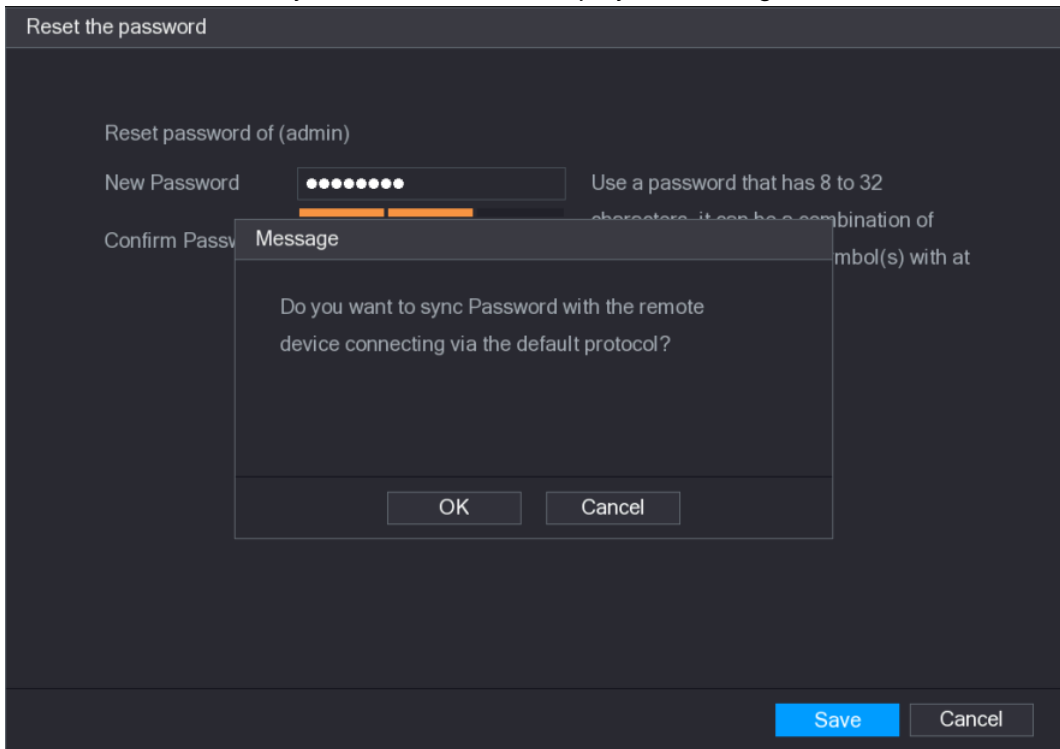 Reset the password
Reset password of (admin)
New Password ●●●●●●●● Use a password that has 8 to 32
bination of
Confirm Passw
mbol(s) with at
Message
Do you want to sync Password with the remote
device connecting via the default protocol?
OK Cancel
Save Cancel